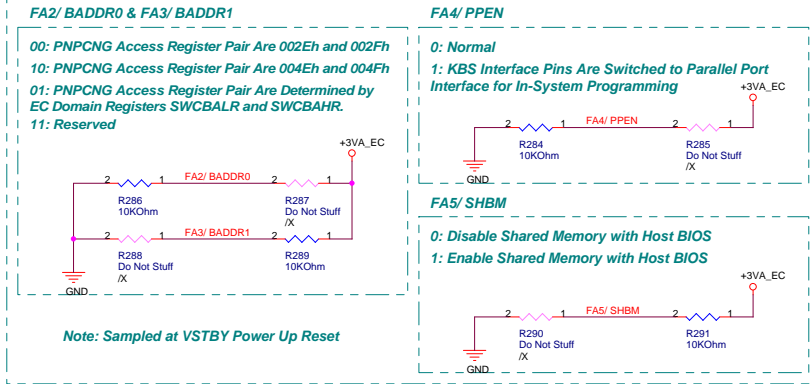 FA2/ BADDR0 & FA3/ BADDR1
00: PNPCNG Access Register Pair Are 002Eh and 002Fh
10: PNPCNG Access Register Pair Are 004Eh and 004Fh
01: PNPCNG Access Register Pair Are Determined by
EC Domain Registers SWCBALR and SWCBAHR.
11: Reserved
+3VA_EC
2 1 FA2/ BADDR0 2 1
R286
10KOhm
R287
Do Not Stuff
/X
2 1 FA3/ BADDR1 2 1
R288
Do Not Stuff
/X
R289
10KOhm
GND
Note: Sampled at VSTBY Power Up Reset
FA4/ PPEN
0: Normal
1: KBS Interface Pins Are Switched to Parallel Port
Interface for In-System Programming
+3VA_EC
2 1 FA4/ PPEN 2 1
R284
10KOhm
R285
Do Not Stuff
/X
GND
FA5/ SHBM
0: Disable Shared Memory with Host BIOS
1: Enable Shared Memory with Host BIOS
+3VA_EC
2 1 FA5/ SHBM 2 1
R290
Do Not Stuff
/X
R291
10KOhm
GND